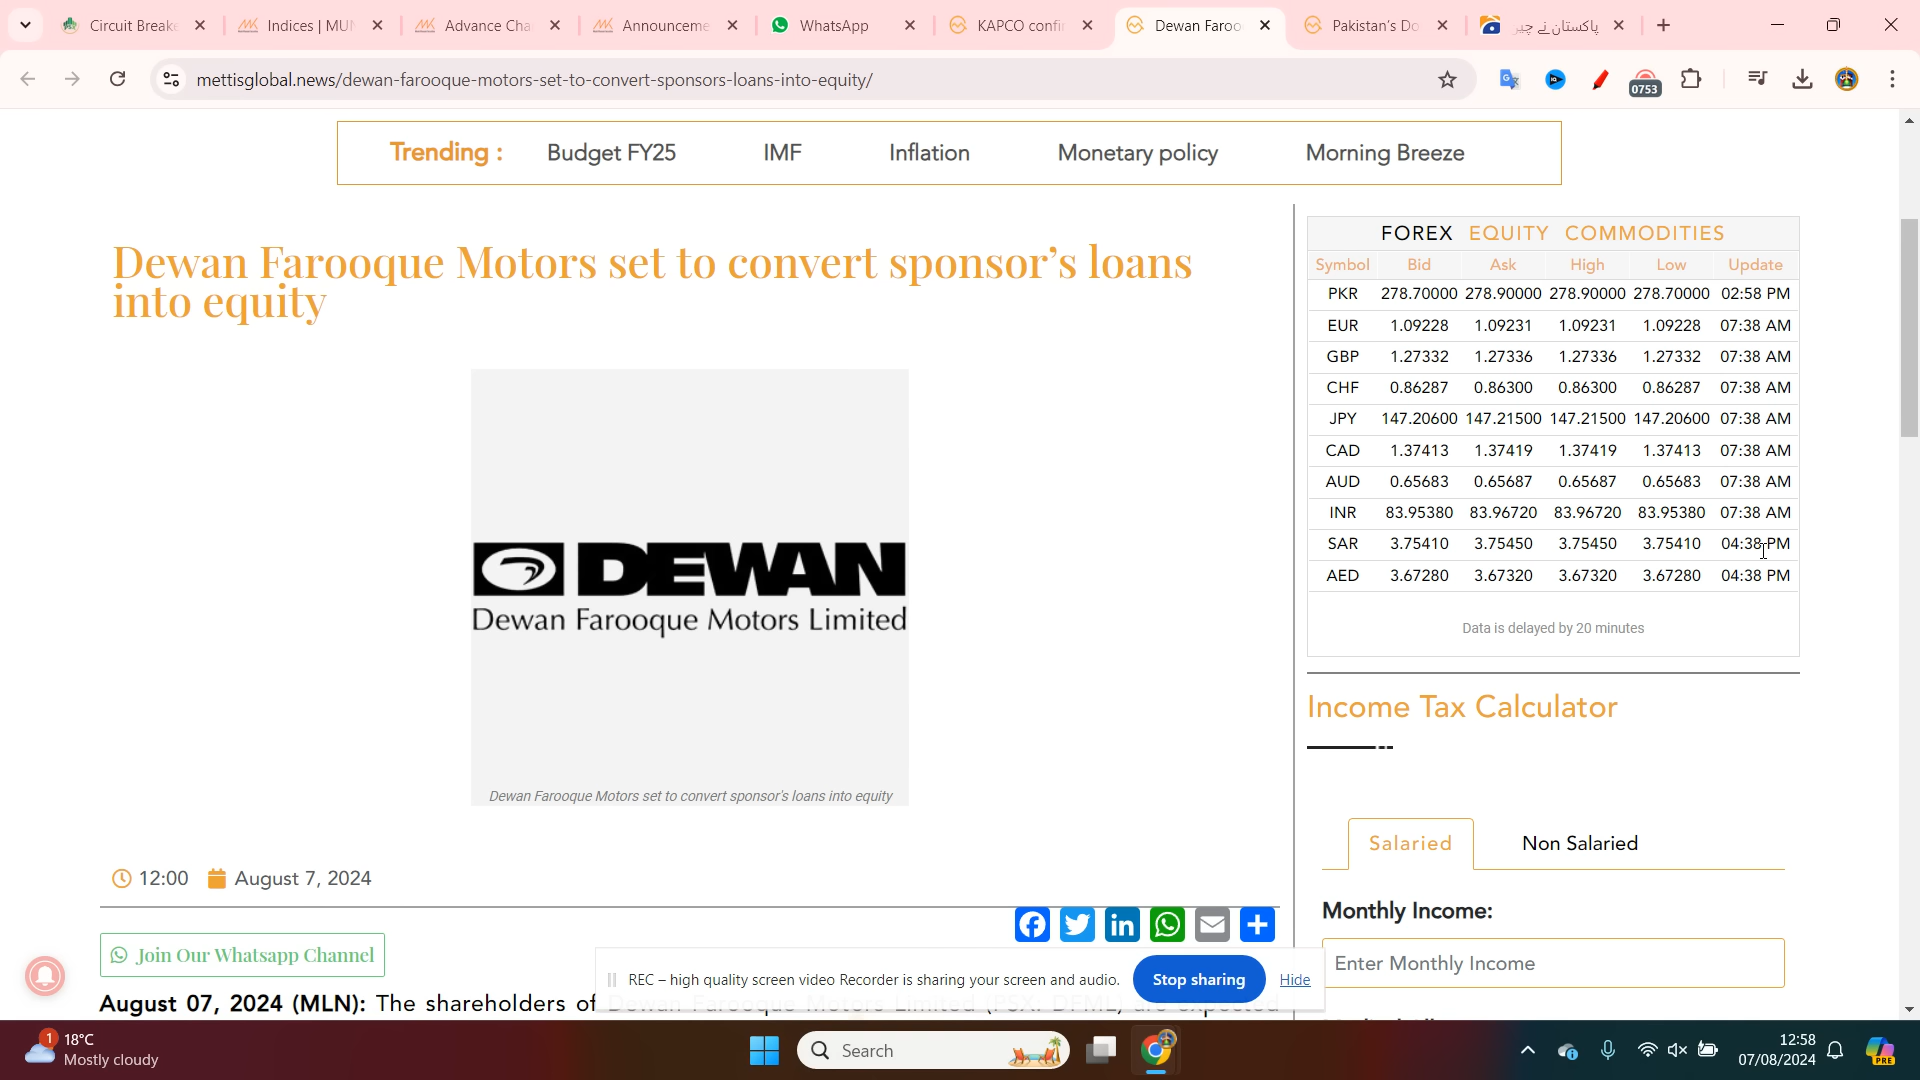 Circuit Breake
Indices | MU
Advance Cha
Announceme
WhatsApp
KAPCO confi
Dewan Faroo
Pakistan's Do
پاکستان نے چیر
mettisglobal.news/dewan-farooque-motors-set-to-convert-sponsors-loans-into-equity/
0753
Trending : Budget FY25 IMF Inflation Monetary policy Morning Breeze
Dewan Farooque Motors set to convert sponsor's loans
into equity
DEWAN
Dewan Farooque Motors Limited
Dewan Farooque Motors set to convert sponsor's loans into equity
12:00 August 7, 2024
Join Our Whatsapp Channel
August 07, 2024 (MLN): The shareholders of Dewan Farooque Motors Limited (PSX: DFML) are expected
FOREX EQUITY COMMODITIES
Symbol Bid Ask High Low Update
PKR 278.70000 278.90000 278.90000 278.70000 02:58 PM
EUR 1.09228 1.09231 1.09231 1.09228 07:38 AM
GBP 1.27332 1.27336 1.27336 1.27332 07:38 AM
CHF 0.86287 0.86300 0.86300 0.86287 07:38 AM
JPY 147.20600 147.21500 147.21500 147.20600 07:38 AM
CAD 1.37413 1.37419 1.37419 1.37413 07:38 AM
AUD 0.65683 0.65687 0.65687 0.65683 07:38 AM
INR 83.95380 83.96720 83.96720 83.95380 07:38 AM
SAR 3.75410 3.75450 3.75450 3.75410 04:38 PM
AED 3.67280 3.67320 3.67320 3.67280 04:38 PM
Data is delayed by 20 minutes
Income Tax Calculator
Salaried Non Salaried
Monthly Income:
Enter Monthly Income
REC – high quality screen video Recorder is sharing your screen and audio. Stop sharing Hide
1
18°C
Mostly cloudy
Search
12:58
07/08/2024
PRE